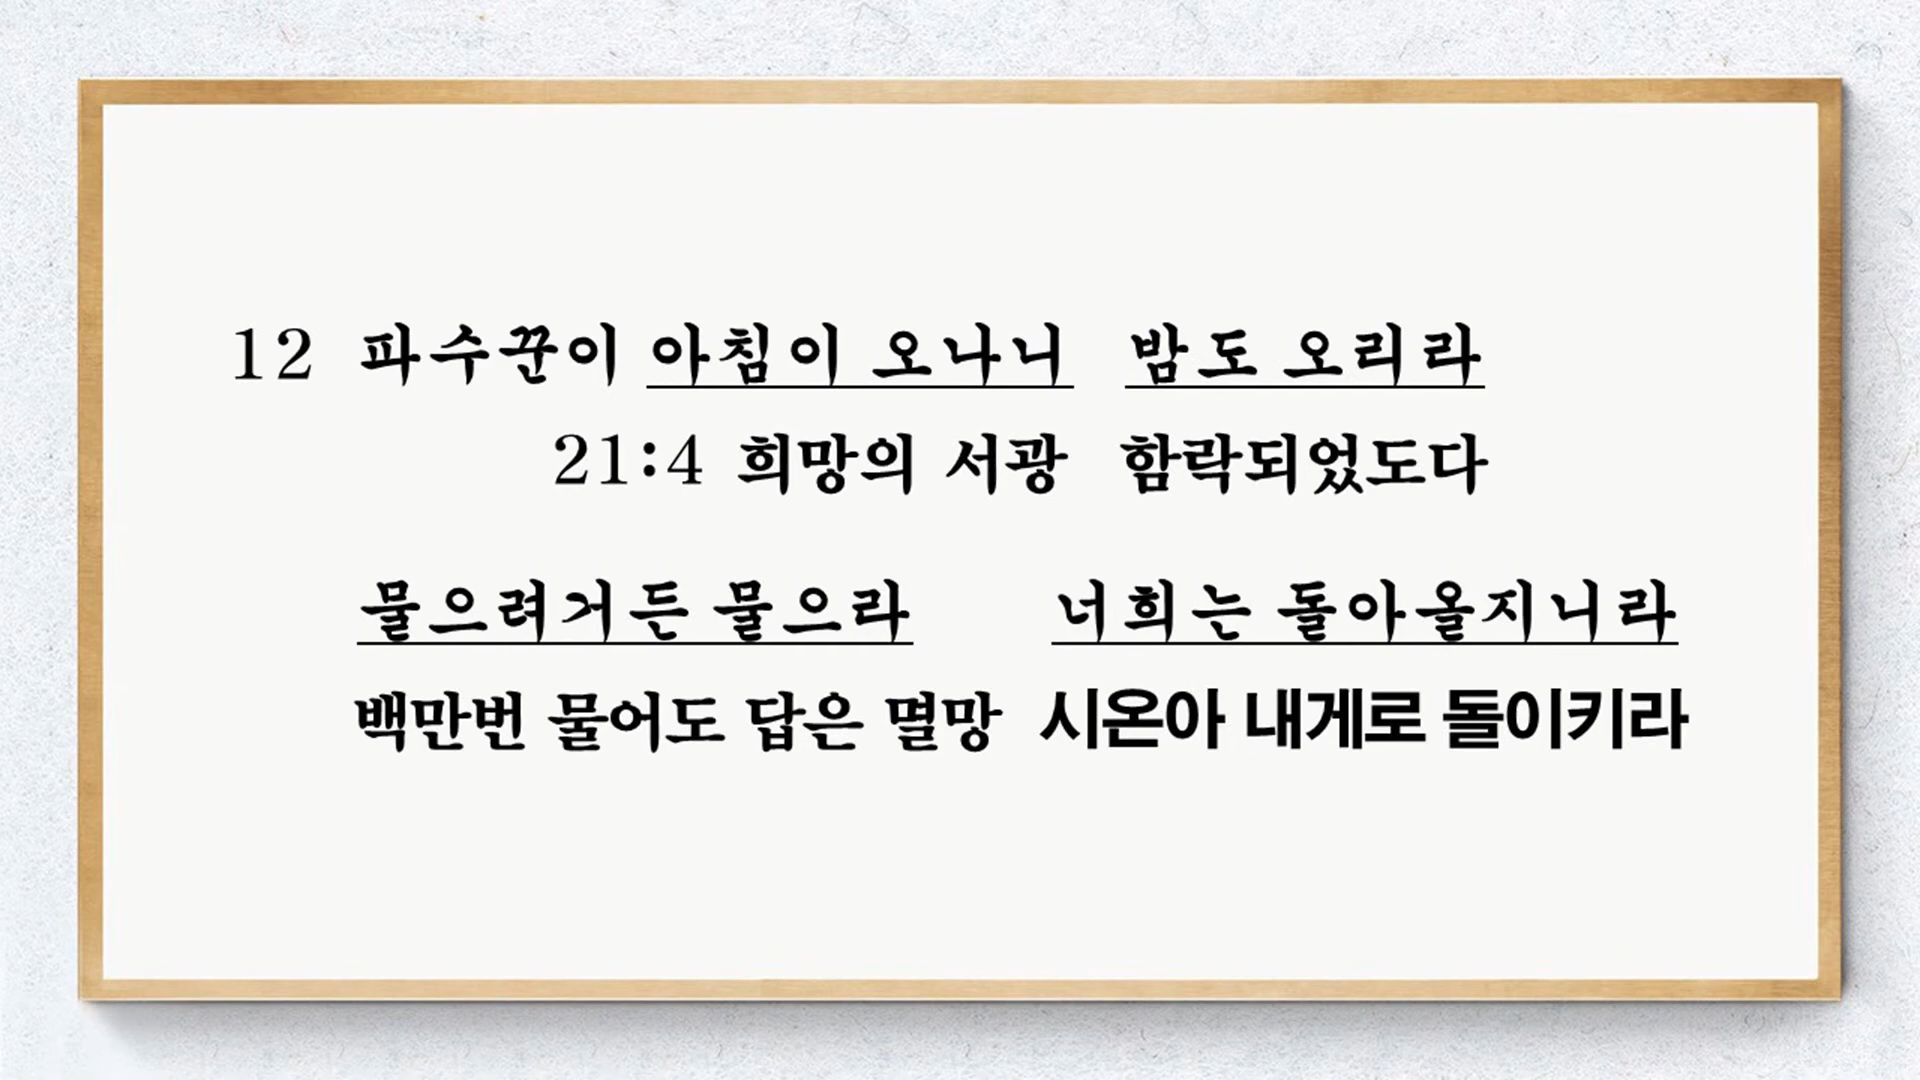 12 파수꾼이 아침이 오나니 밤도 오리라
21:4 희망의 서광 함락되었도다
물으려거든 물으라 너희는 돌아올지니라
백만번 물어도 답은 멸망 시온아 내게로 돌이키라